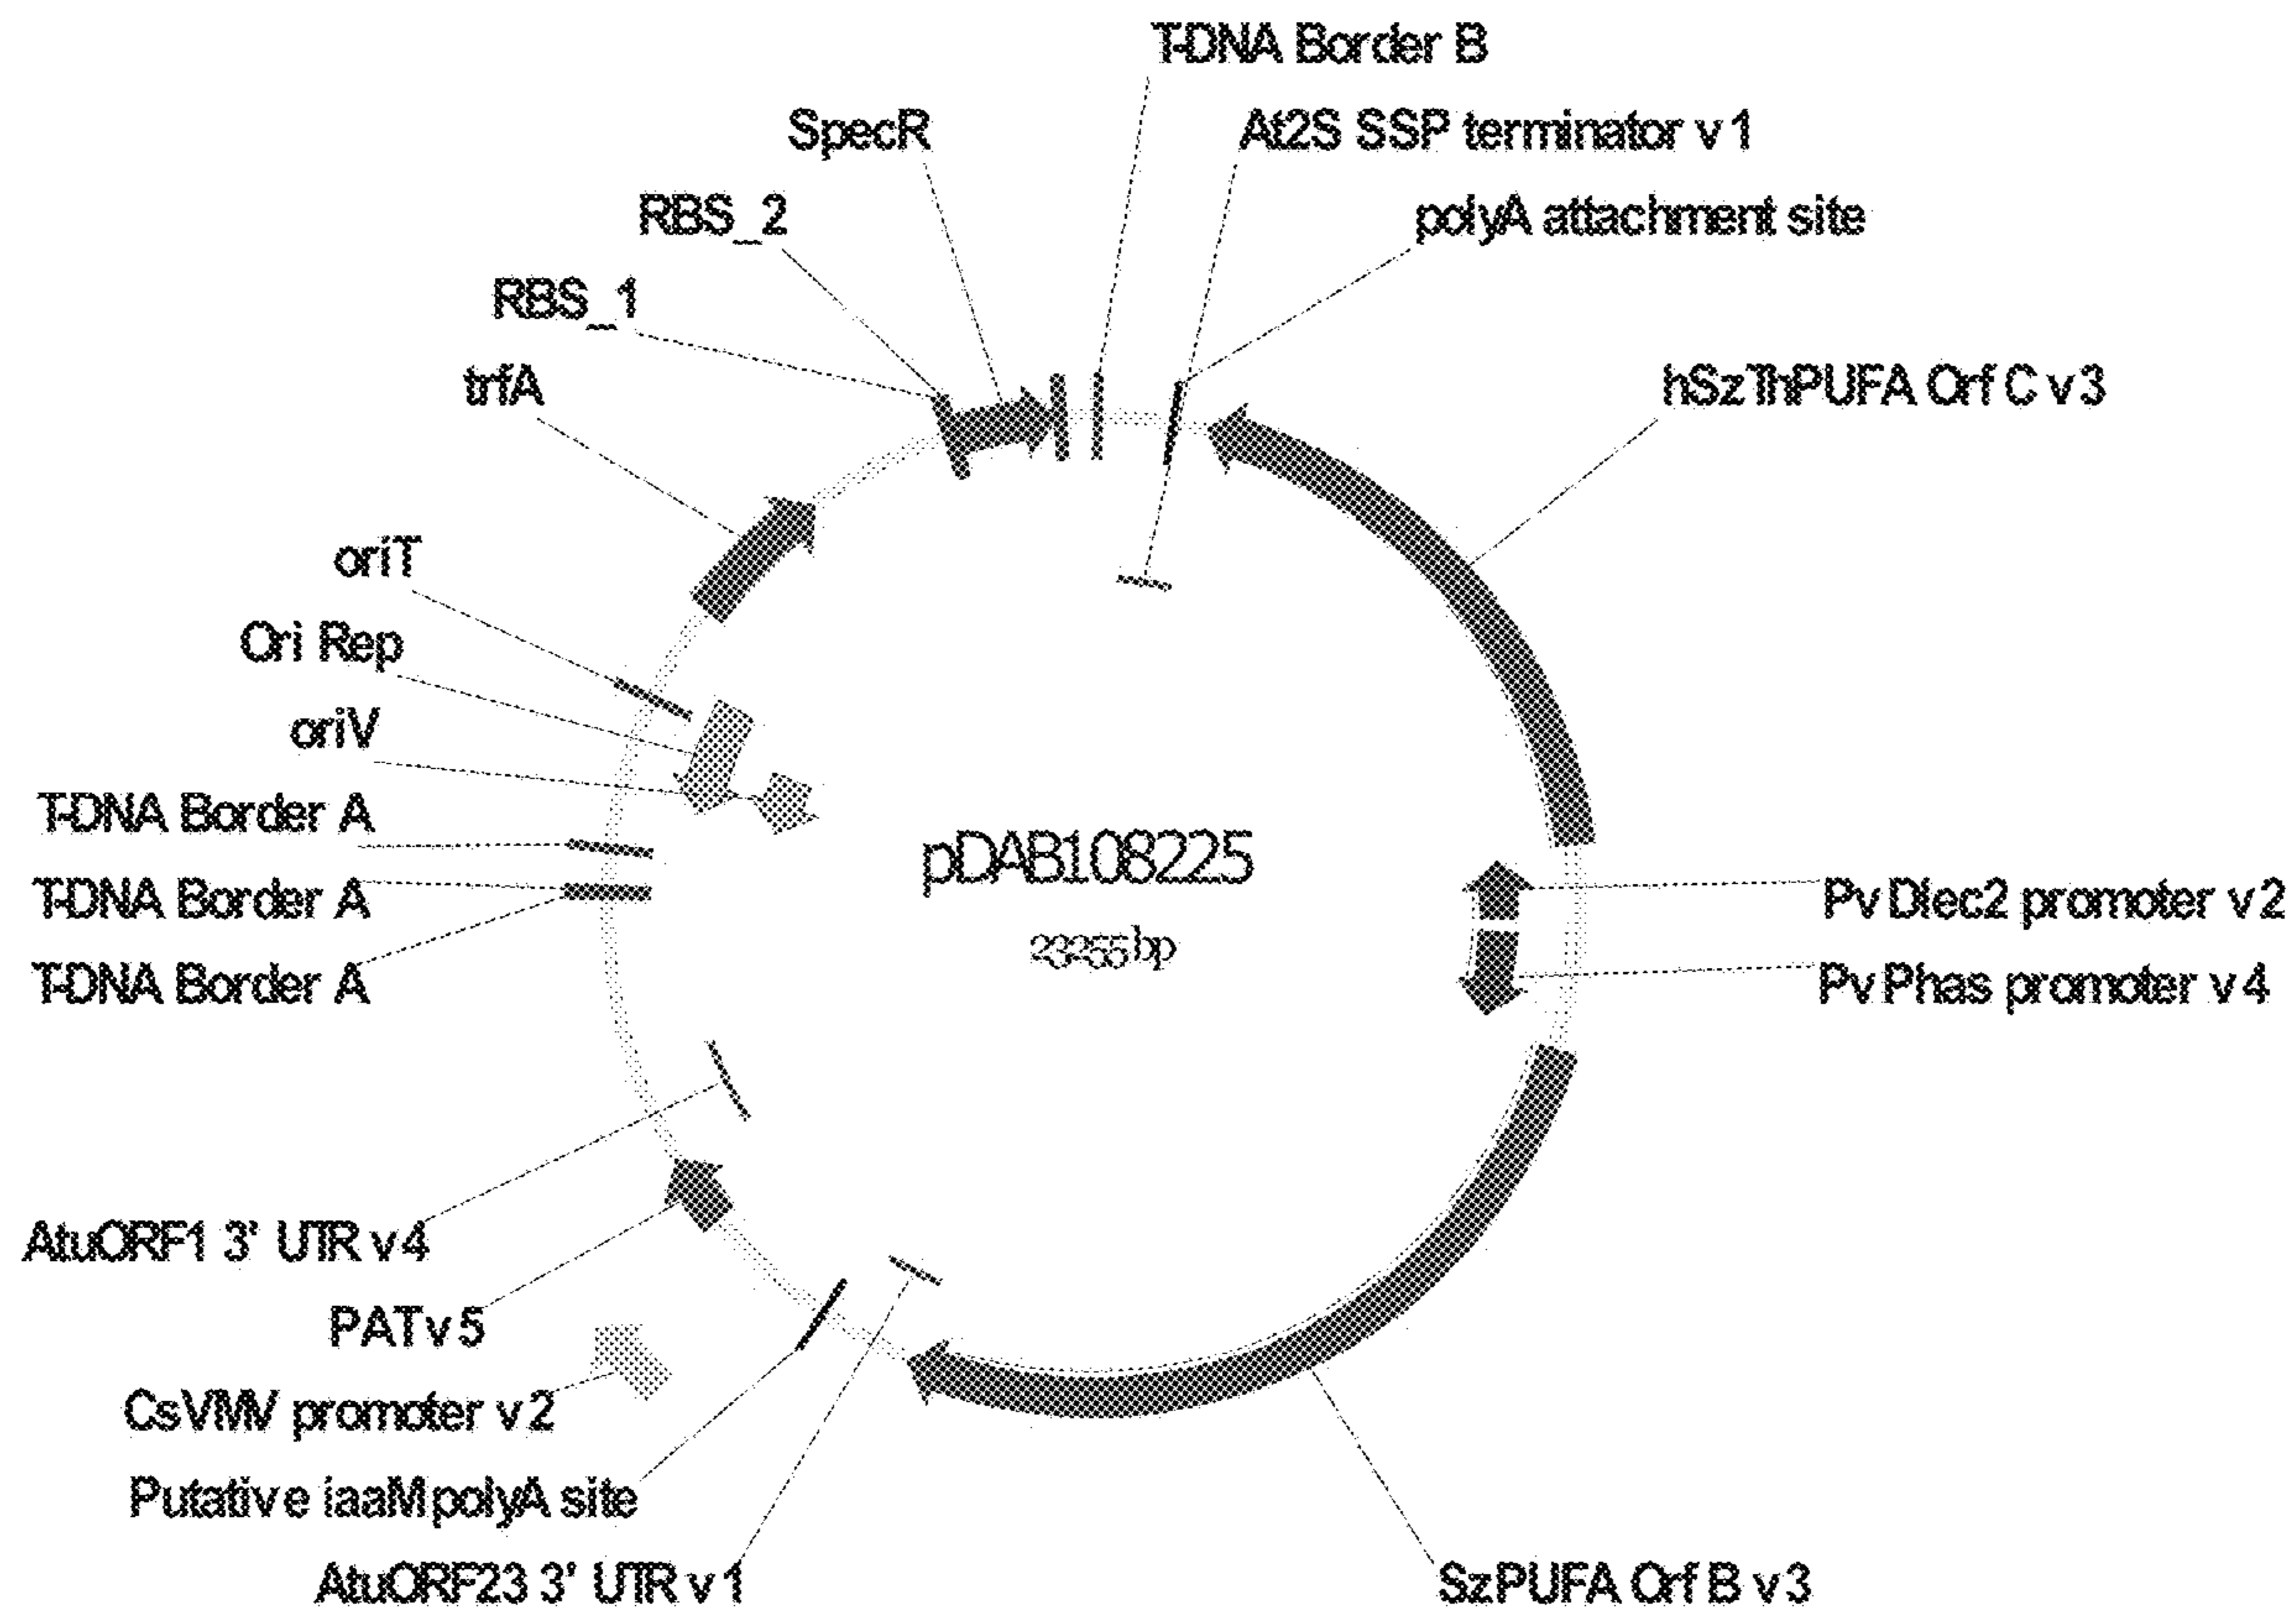 T-DNA Border B
SpecR
At2S SSP terminator v1
RBS_2
polyA attachment site
RBS_1
trfA
hSzThPUFA Orf C v3
oriT
Ori Rep
oriV
T-DNA Border A
T-DNA Border A
T-DNA Border A
pDAB108225
23255 bp
Pv Dlec2 promoter v2
Pv Phas promoter v4
AtuORF1 3' UTR v4
PAT v5
CsVMV promoter v2
Putative iaaM polyA site
AtuORF23 3' UTR v1
SzPUFA Orf B v3